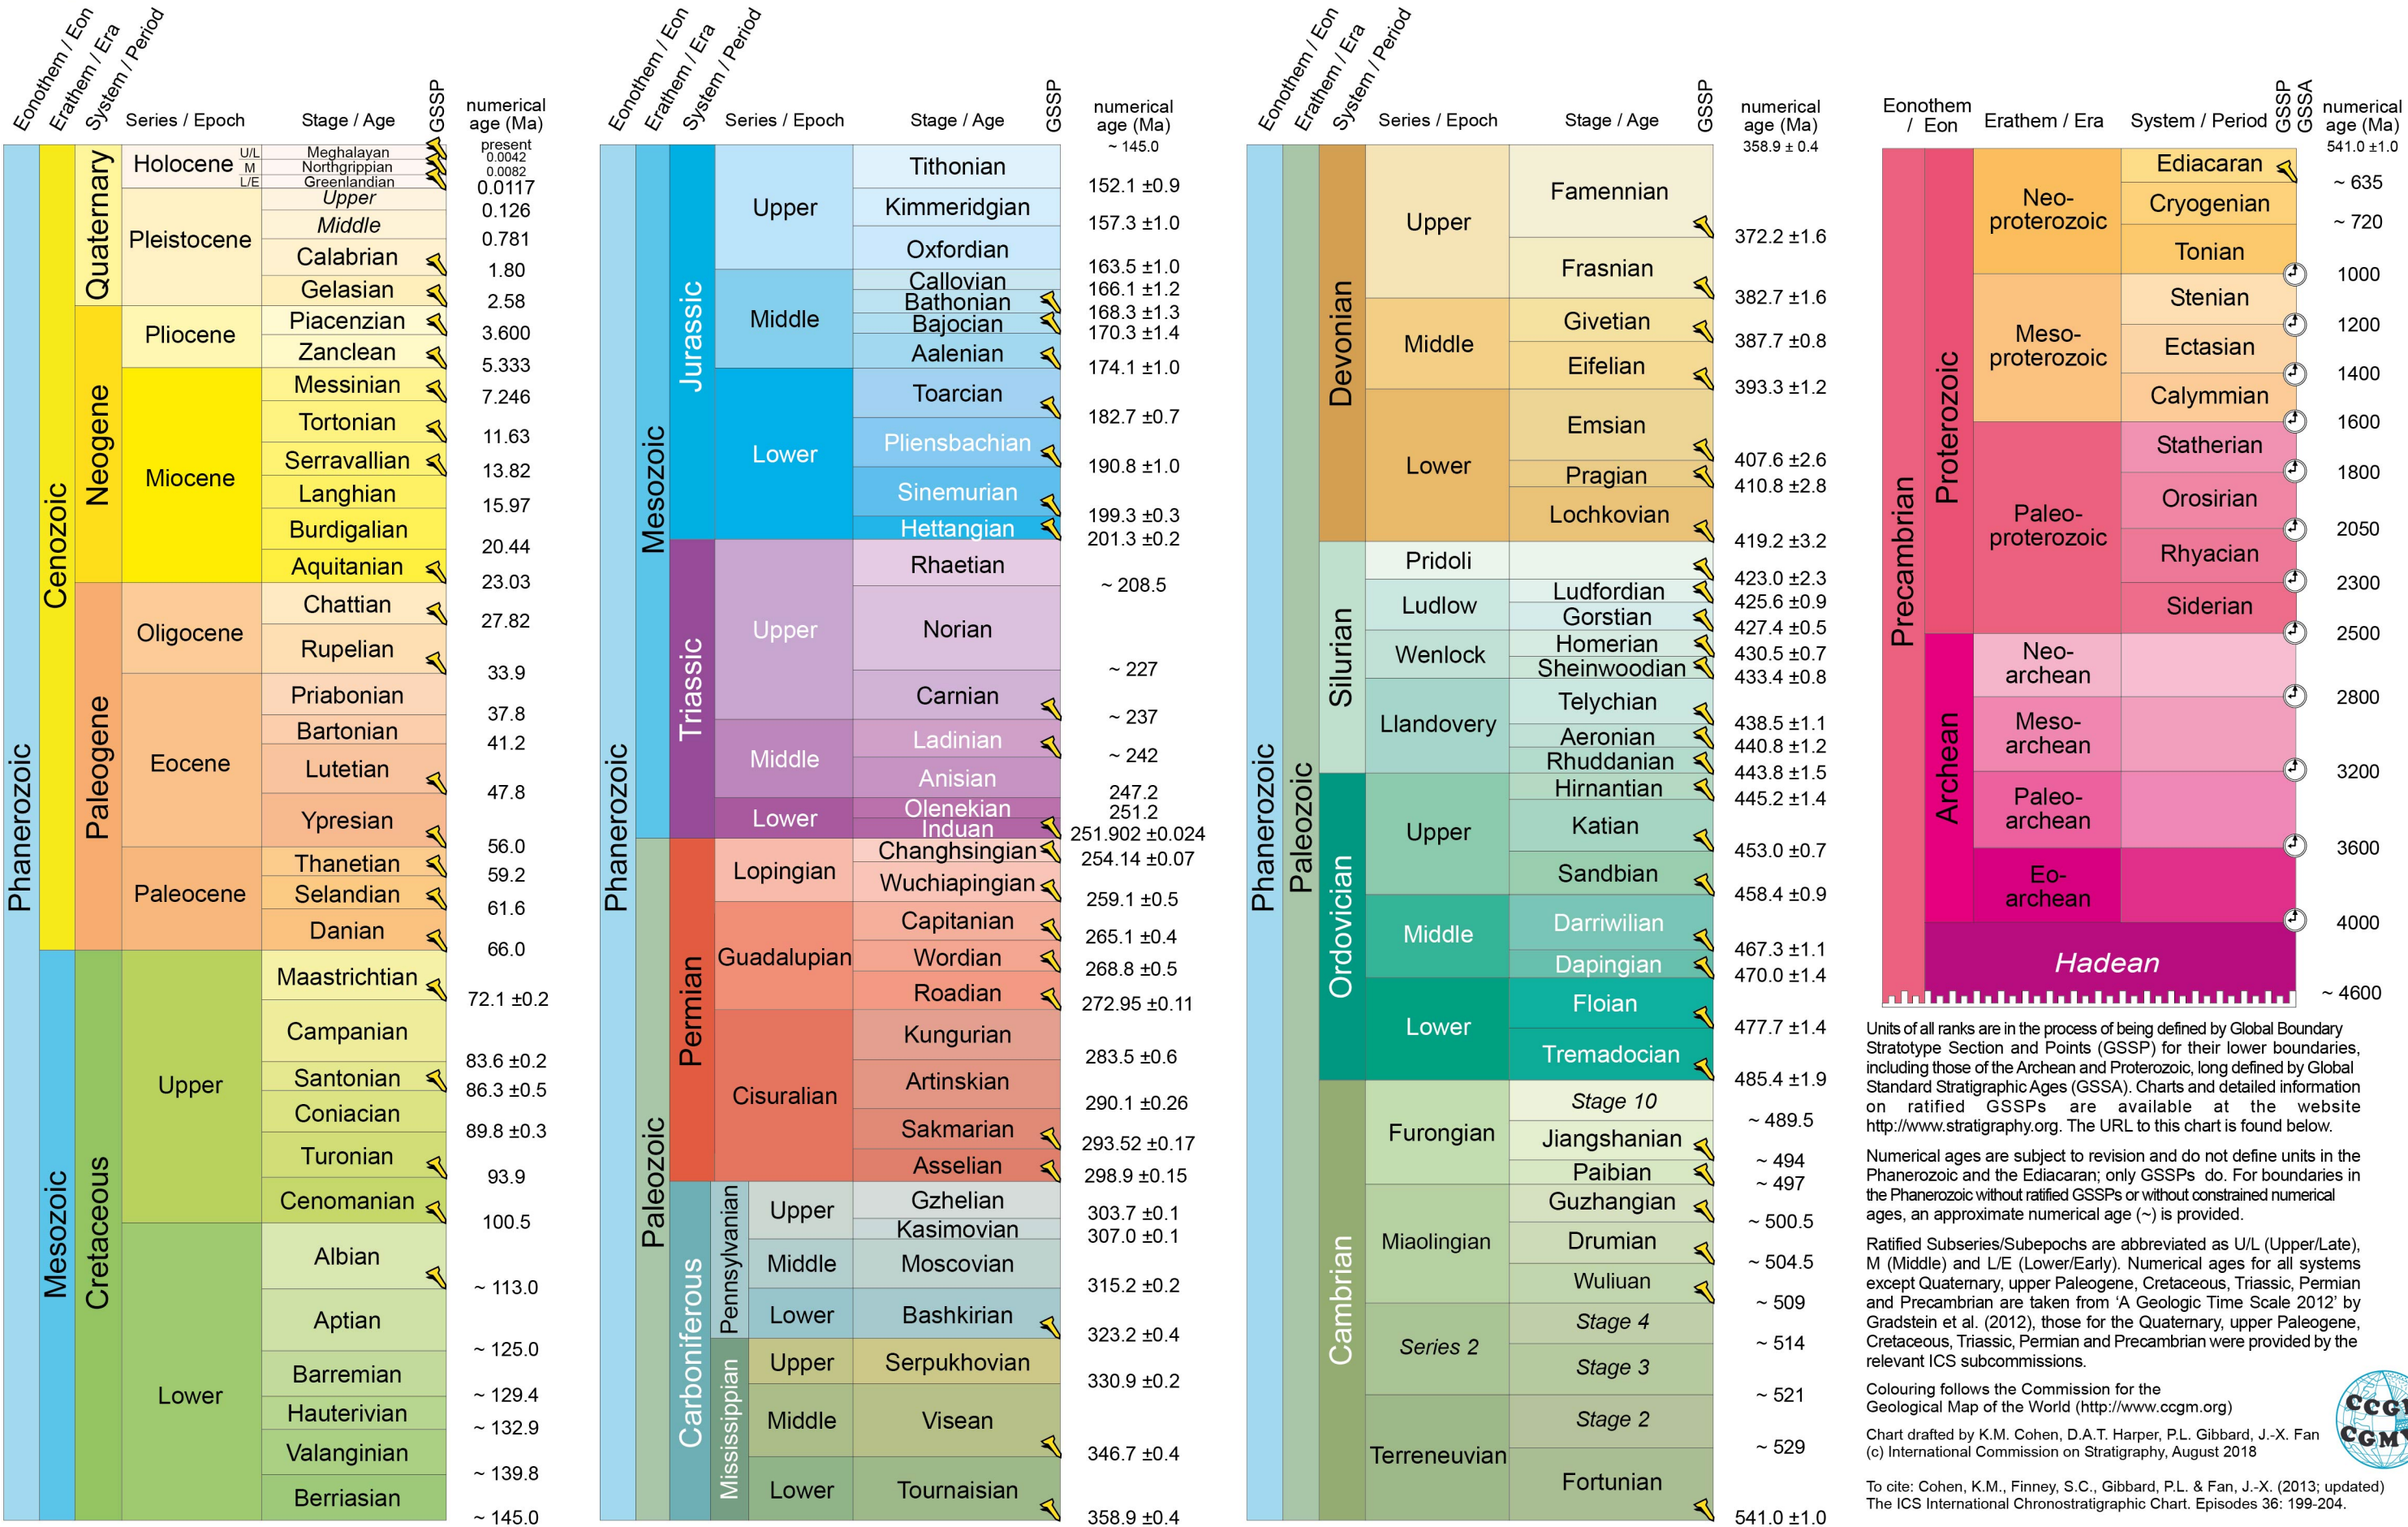 Eonothem / Eon
Erathem / Era
System / Period
Series / Epoch
Stage / Age
GSSP
numerical
age (Ma)
Phanerozoic
Cenozoic
Quaternary
Holocene
U/L
Meghalayan
M
Northgrippian
L/E
Greenlandian
Pleistocene
Upper
Middle
Calabrian
Gelasian
Neogene
Pliocene
Piacenzian
Zanclean
Miocene
Messinian
Tortonian
Serravallian
Langhian
Burdigalian
Aquitanian
Paleogene
Oligocene
Chattian
Rupelian
Eocene
Priabonian
Bartonian
Lutetian
Ypresian
Paleocene
Thanetian
Selandian
Danian
Mesozoic
Cretaceous
Upper
Maastrichtian
Campanian
Santonian
Coniacian
Turonian
Cenomanian
Lower
Albian
Aptian
Barremian
Hauterivian
Valanginian
Berriasian
present
0.0042
0.0082
0.0117
0.126
0.781
1.80
2.58
3.600
5.333
7.246
11.63
13.82
15.97
20.44
23.03
27.82
33.9
37.8
41.2
47.8
56.0
59.2
61.6
66.0
72.1 ±0.2
83.6 ±0.2
86.3 ±0.5
89.8 ±0.3
93.9
100.5
~ 113.0
~ 125.0
~ 129.4
~ 132.9
~ 139.8
~ 145.0
Eonothem / Eon
Erathem / Era
System / Period
Series / Epoch
Stage / Age
GSSP
numerical
age (Ma)
Phanerozoic
Mesozoic
Jurassic
Upper
Tithonian
Kimmeridgian
Oxfordian
Middle
Callovian
Bathonian
Bajocian
Aalenian
Lower
Toarcian
Pliensbachian
Sinemurian
Hettangian
Triassic
Upper
Rhaetian
Norian
Carnian
Middle
Ladinian
Anisian
Lower
Olenekian
Induan
Paleozoic
Permian
Lopingian
Changhsingian
Wuchiapingian
Guadalupian
Capitanian
Wordian
Roadian
Cisuralian
Kungurian
Artinskian
Sakmarian
Asselian
Carboniferous
Pennsylvanian
Upper
Gzhelian
Kasimovian
Middle
Moscovian
Lower
Bashkirian
Mississippian
Upper
Serpukhovian
Middle
Visean
Lower
Tournaisian
~ 145.0
152.1 ±0.9
157.3 ±1.0
163.5 ±1.0
166.1 ±1.2
168.3 ±1.3
170.3 ±1.4
174.1 ±1.0
182.7 ±0.7
190.8 ±1.0
199.3 ±0.3
201.3 ±0.2
~ 208.5
~ 227
~ 237
~ 242
247.2
251.2
251.902 ±0.024
254.14 ±0.07
259.1 ±0.5
265.1 ±0.4
268.8 ±0.5
272.95 ±0.11
283.5 ±0.6
290.1 ±0.26
293.52 ±0.17
298.9 ±0.15
303.7 ±0.1
307.0 ±0.1
315.2 ±0.2
323.2 ±0.4
330.9 ±0.2
346.7 ±0.4
358.9 ±0.4
Eonothem / Eon
Erathem / Era
System / Period
Series / Epoch
Stage / Age
GSSP
numerical
age (Ma)
Phanerozoic
Paleozoic
Devonian
Upper
Famennian
Frasnian
Middle
Givetian
Eifelian
Lower
Emsian
Pragian
Lochkovian
Silurian
Pridoli
Ludlow
Ludfordian
Gorstian
Wenlock
Homerian
Sheinwoodian
Llandovery
Telychian
Aeronian
Rhuddanian
Ordovician
Upper
Hirnantian
Katian
Sandbian
Middle
Darriwilian
Dapingian
Lower
Floian
Tremadocian
Cambrian
Furongian
Stage 10
Jiangshanian
Paibian
Miaolingian
Guzhangian
Drumian
Wuliuan
Series 2
Stage 4
Stage 3
Terreneuvian
Stage 2
Fortunian
358.9 ± 0.4
372.2 ±1.6
382.7 ±1.6
387.7 ±0.8
393.3 ±1.2
407.6 ±2.6
410.8 ±2.8
419.2 ±3.2
423.0 ±2.3
425.6 ±0.9
427.4 ±0.5
430.5 ±0.7
433.4 ±0.8
438.5 ±1.1
440.8 ±1.2
443.8 ±1.5
445.2 ±1.4
453.0 ±0.7
458.4 ±0.9
467.3 ±1.1
470.0 ±1.4
477.7 ±1.4
485.4 ±1.9
~ 489.5
~ 494
~ 497
~ 500.5
~ 504.5
~ 509
~ 514
~ 521
~ 529
541.0 ±1.0
Eonothem
/ Eon
Erathem / Era
System / Period
GSSP
GSSA
numerical
age (Ma)
Precambrian
Proterozoic
Neo-
proterozoic
Ediacaran
Cryogenian
Tonian
Meso-
proterozoic
Stenian
Ectasian
Calymmian
Paleo-
proterozoic
Statherian
Orosirian
Rhyacian
Siderian
Archean
Neo-
archean
Meso-
archean
Paleo-
archean
Eo-
archean
Hadean
541.0 ±1.0
~ 635
~ 720
1000
1200
1400
1600
1800
2050
2300
2500
2800
3200
3600
4000
~ 4600
Units of all ranks are in the process of being defined by Global Boundary
Stratotype Section and Points (GSSP) for their lower boundaries,
including those of the Archean and Proterozoic, long defined by Global
Standard Stratigraphic Ages (GSSA). Charts and detailed information
on ratified GSSPs are available at the website
http://www.stratigraphy.org. The URL to this chart is found below.
Numerical ages are subject to revision and do not define units in the
Phanerozoic and the Ediacaran; only GSSPs do. For boundaries in
the Phanerozoic without ratified GSSPs or without constrained numerical
ages, an approximate numerical age (~) is provided.
Ratified Subseries/Subepochs are abbreviated as U/L (Upper/Late),
M (Middle) and L/E (Lower/Early). Numerical ages for all systems
except Quaternary, upper Paleogene, Cretaceous, Triassic, Permian
and Precambrian are taken from ‘A Geologic Time Scale 2012’ by
Gradstein et al. (2012), those for the Quaternary, upper Paleogene,
Cretaceous, Triassic, Permian and Precambrian were provided by the
relevant ICS subcommissions.
Colouring follows the Commission for the
Geological Map of the World (http://www.ccgm.org)
Chart drafted by K.M. Cohen, D.A.T. Harper, P.L. Gibbard, J.-X. Fan
(c) International Commission on Stratigraphy, August 2018
To cite: Cohen, K.M., Finney, S.C., Gibbard, P.L. & Fan, J.-X. (2013; updated)
The ICS International Chronostratigraphic Chart. Episodes 36: 199-204.